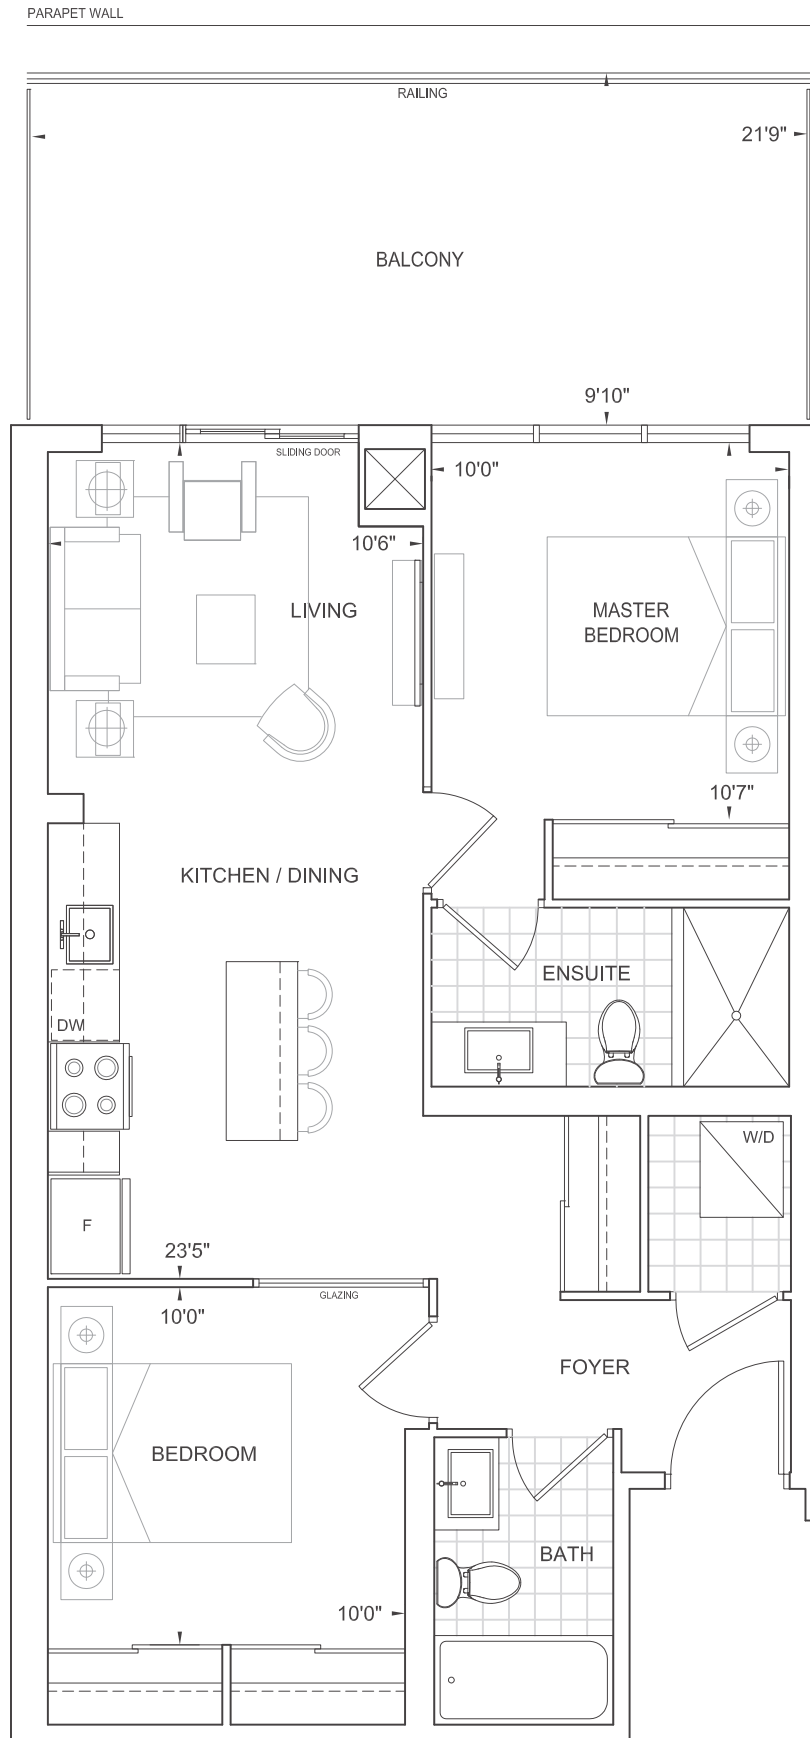 PARAPET WALL
RAILING
21'9"
BALCONY
9'10"
SLIDING DOOR
10'0"
10'6"
LIVING
MASTER
BEDROOM
10'7"
KITCHEN / DINING
ENSUITE
DW
W/D
F
23'5"
GLAZING
10'0"
FOYER
BEDROOM
BATH
10'0"